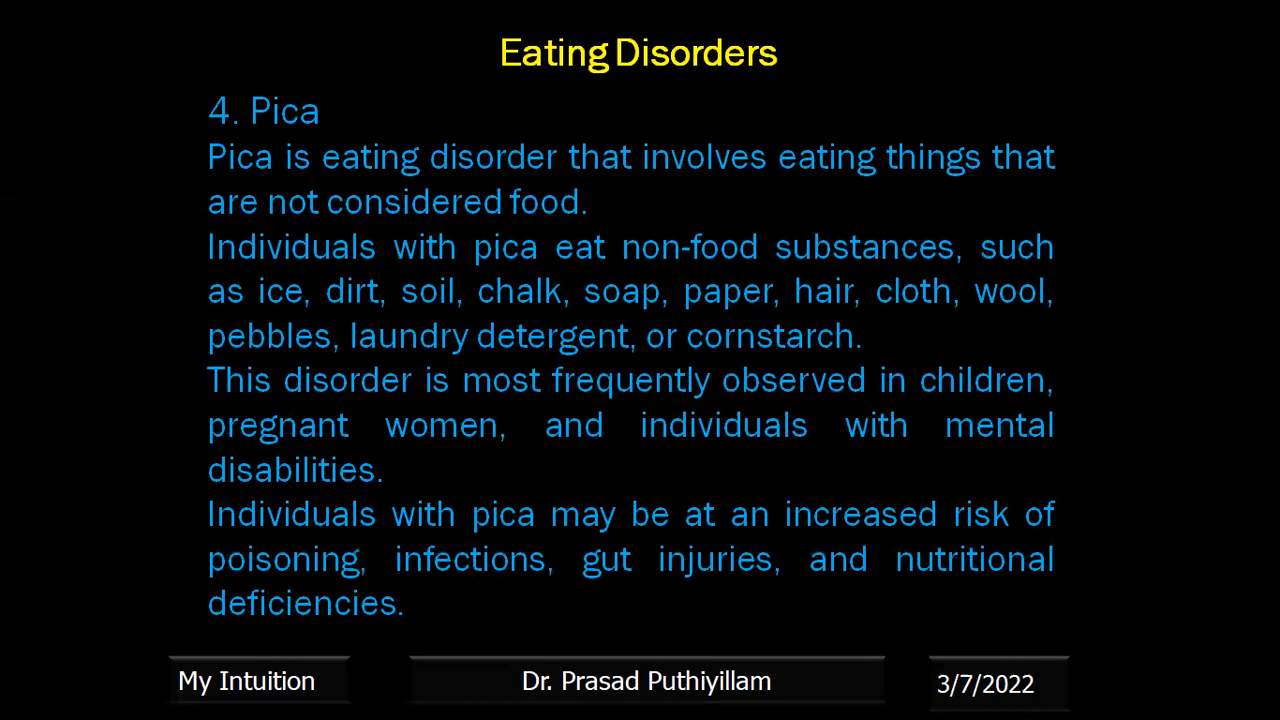 Eating Disorders
4. Pica
Pica is eating disorder that involves eating things that
are not considered food.
Individuals with pica eat non-food substances, such
as ice, dirt, soil, chalk, soap, paper, hair, cloth, wool,
pebbles, laundry detergent, or cornstarch.
This disorder is most frequently observed in children,
pregnant women, and individuals with mental
disabilities.
Individuals with pica may be at an increased risk of
poisoning, infections, gut injuries, and nutritional
deficiencies.
My Intuition
Dr. Prasad Puthiyillam
3/7/2022